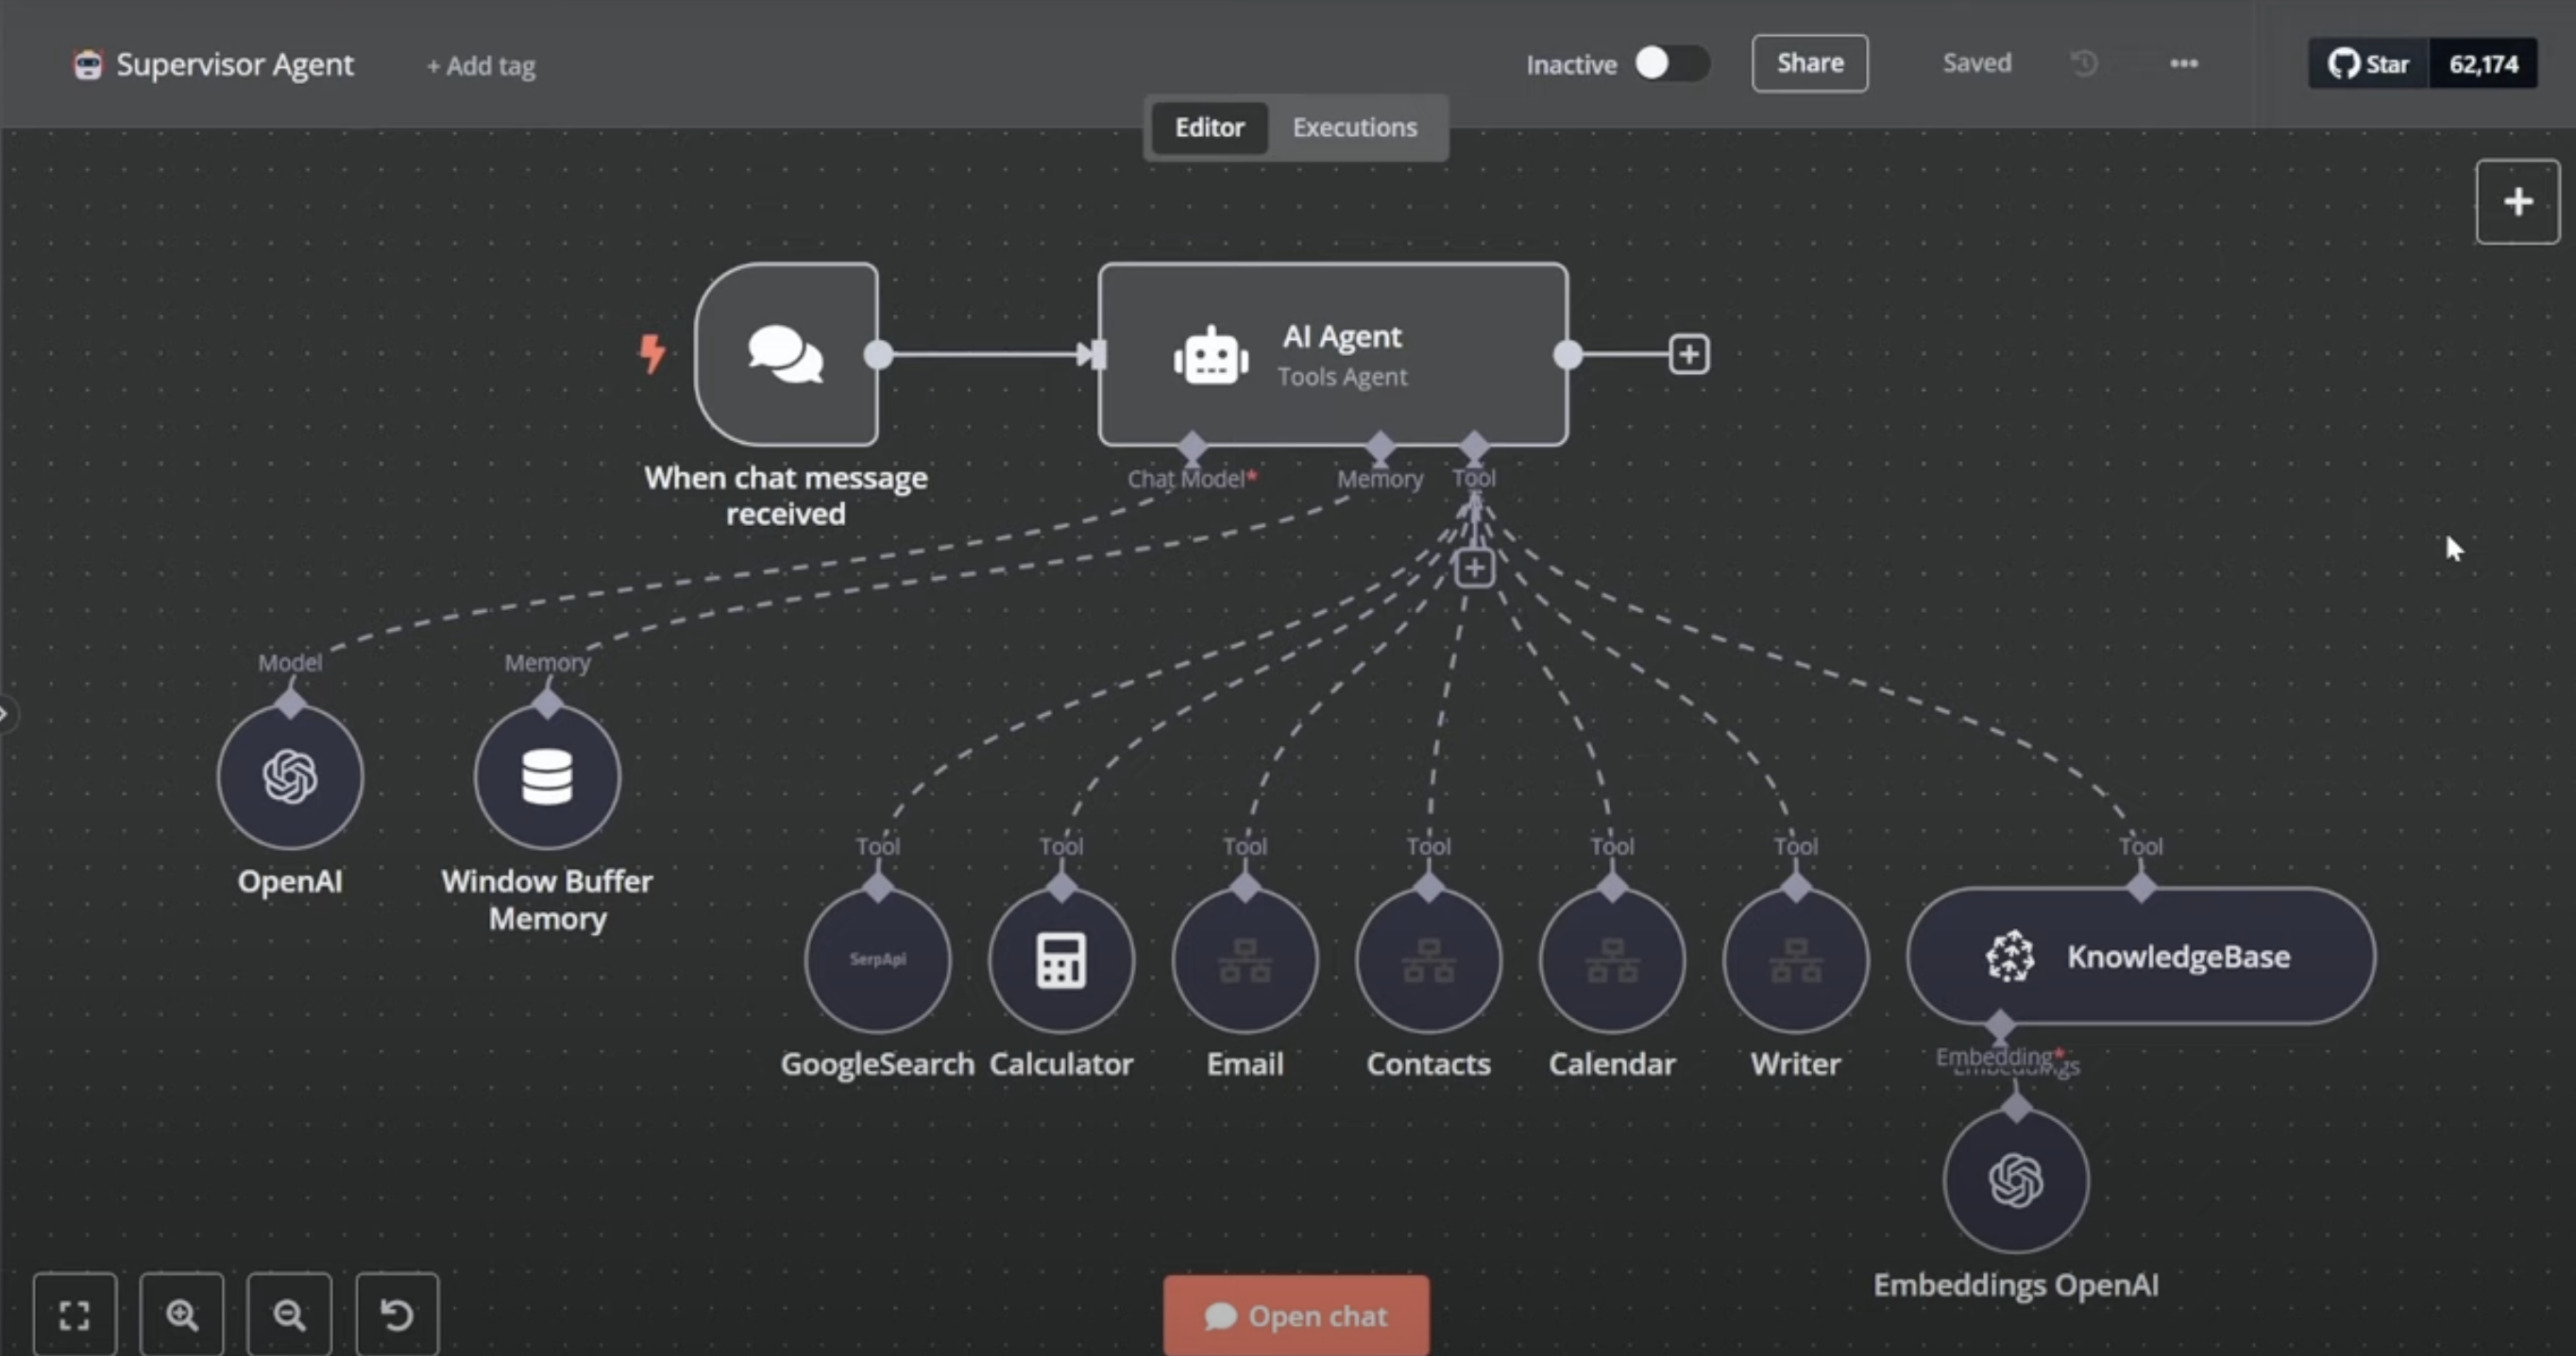 Supervisor Agent
+ Add tag
Inactive
Share
Saved
Star
62,174
Editor
Executions
AI Agent
Tools Agent
When chat message
received
Chat Model*
Memory
Tool
Model
Memory
OpenAI
Window Buffer
Memory
Tool
Tool
Tool
Tool
Tool
Tool
Tool
SerpApi
KnowledgeBase
GoogleSearch
Calculator
Email
Contacts
Calendar
Writer
Embedding*
Embeddings
Embeddings OpenAI
Open chat